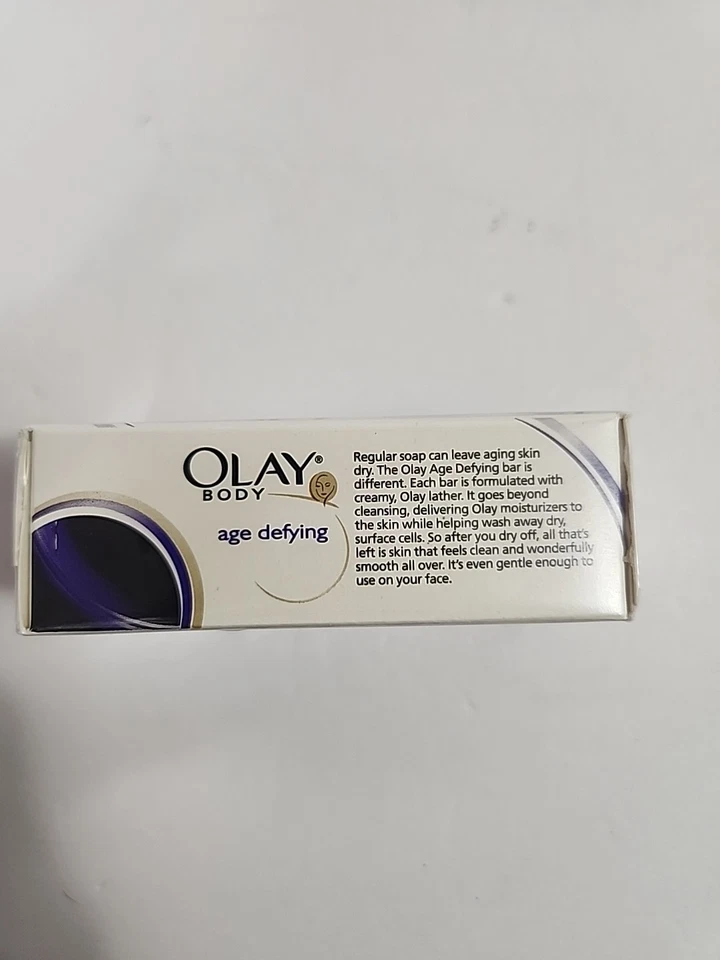 OLAY®
BODY
age defying
Regular soap can leave aging skin
dry. The Olay Age Defying bar is
different. Each bar is formulated with
creamy, Olay lather. It goes beyond
cleansing, delivering Olay moisturizers to
the skin while helping wash away dry,
surface cells. So after you dry off, all that's
left is skin that feels clean and wonderfully
smooth all over. It's even gentle enough to
use on your face.